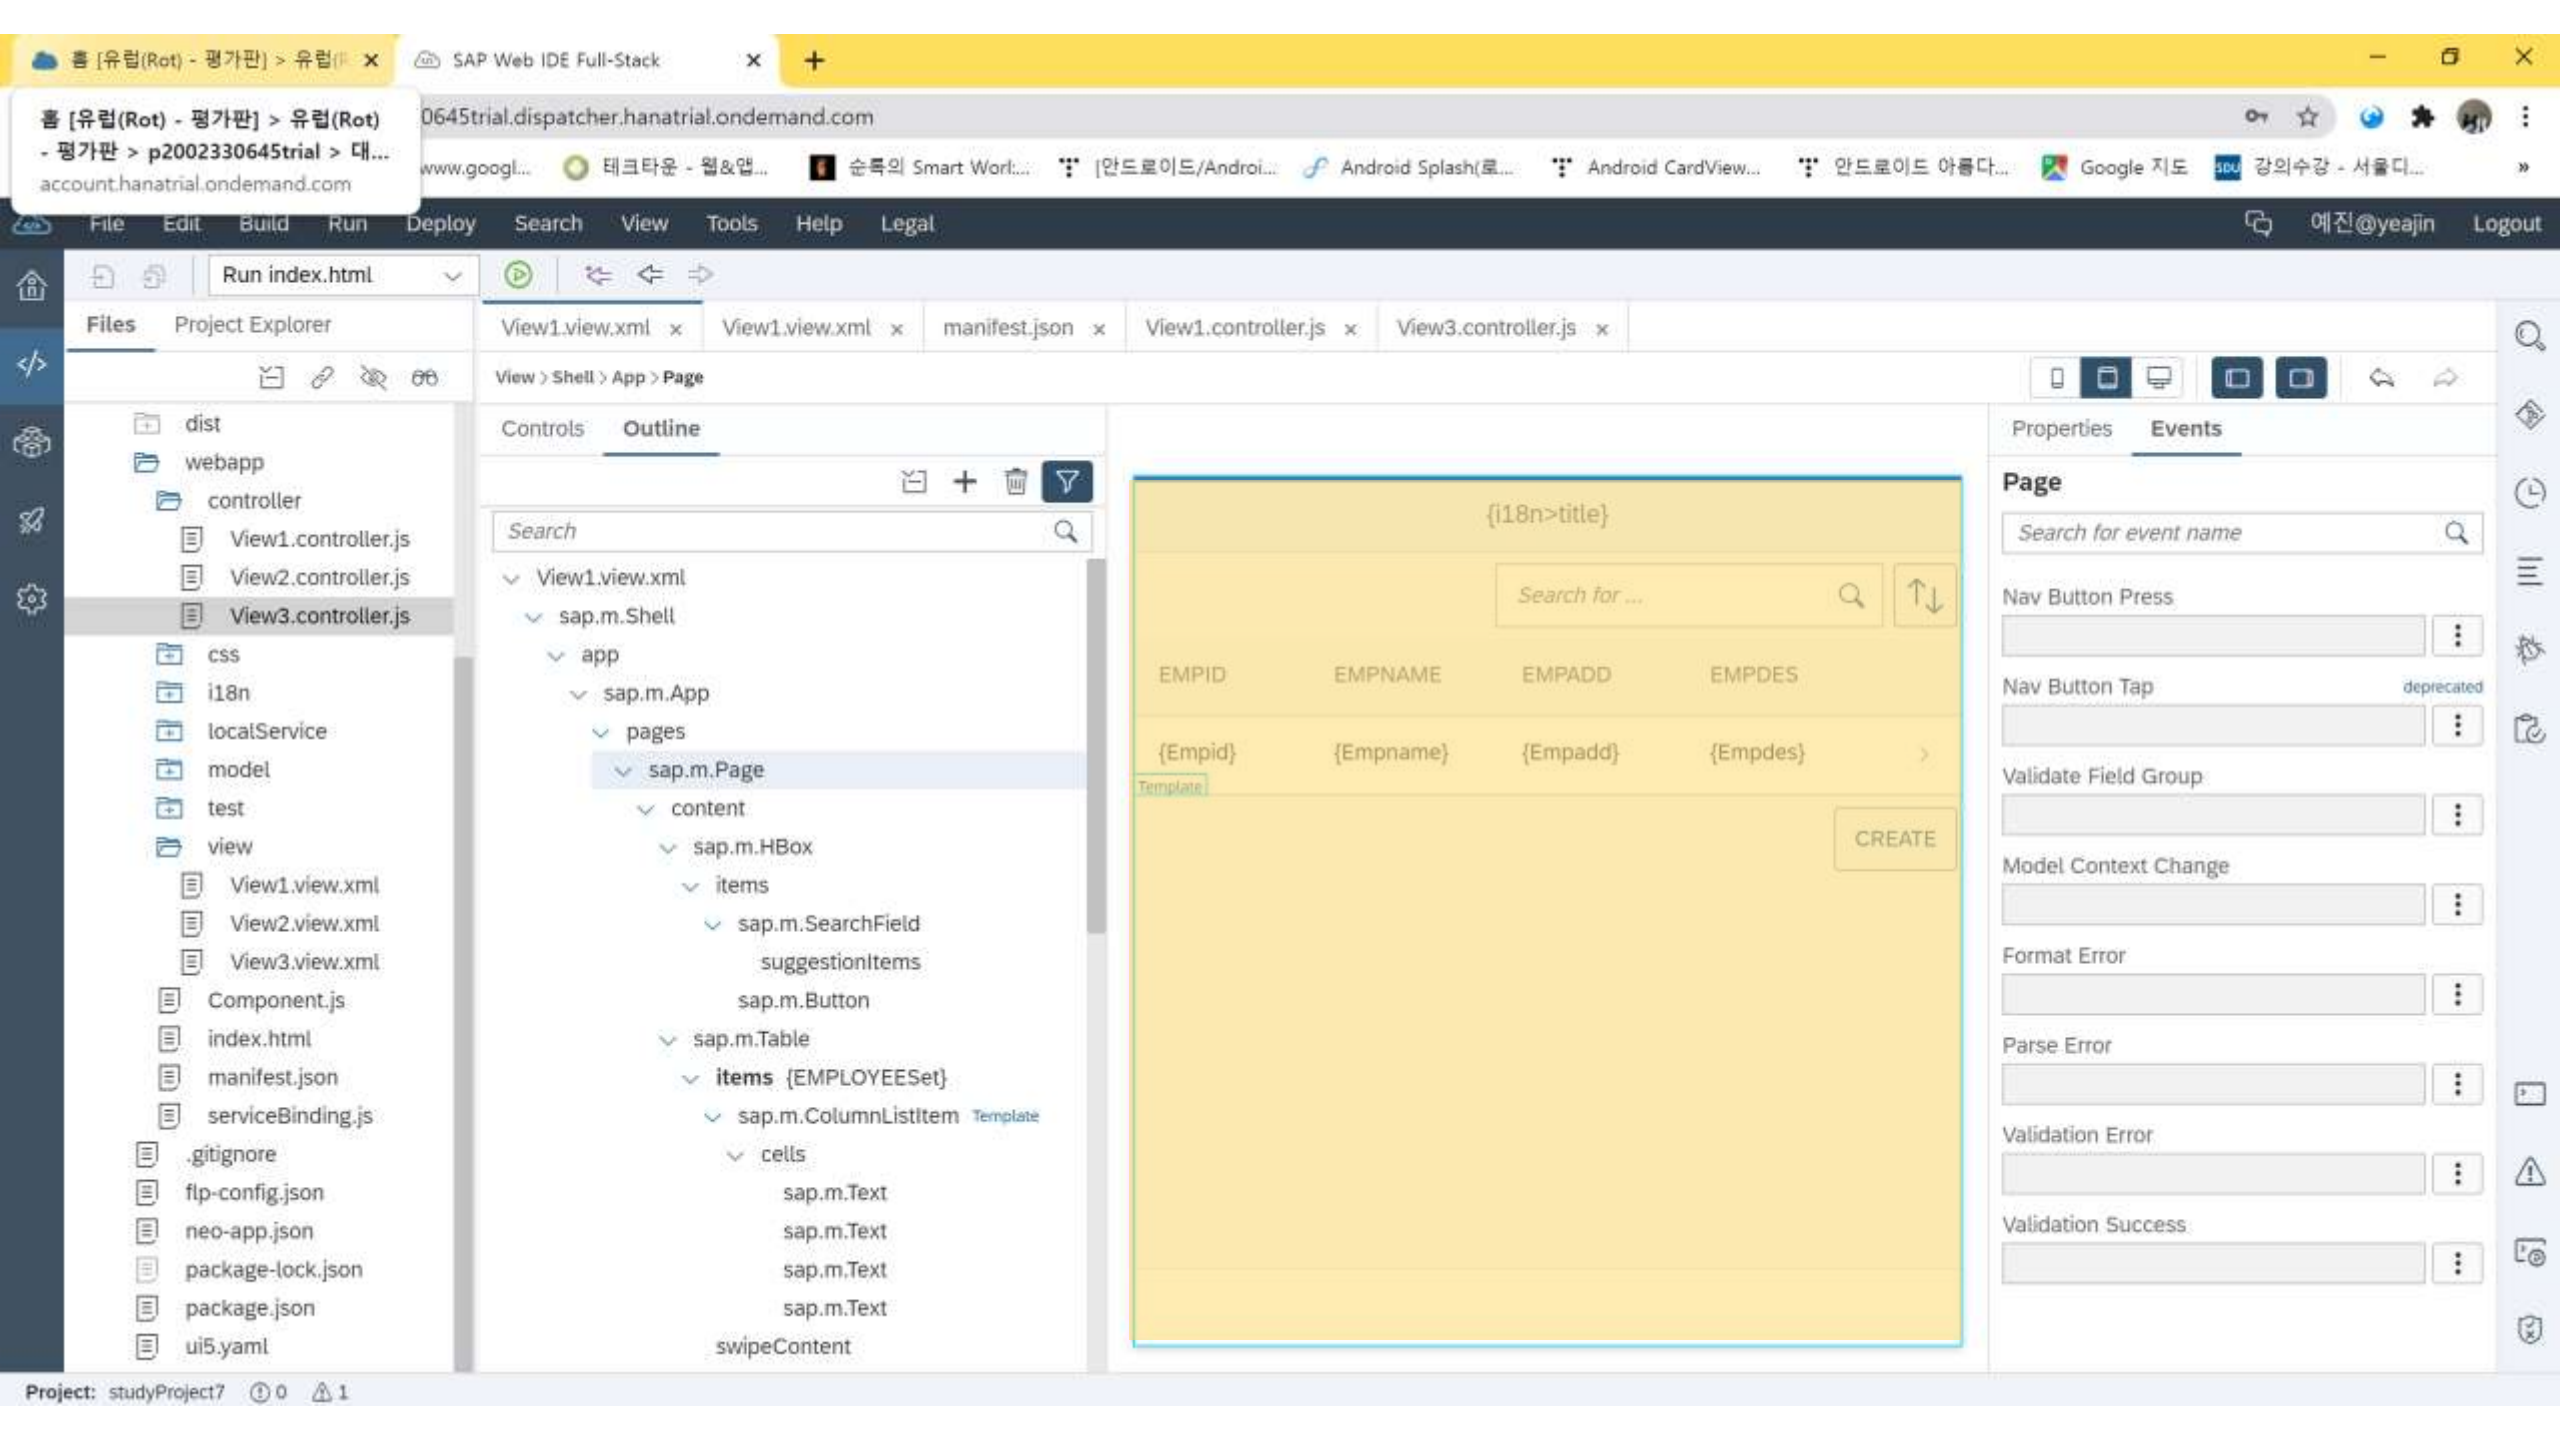 홈 [유럽(Rot) - 평가판] > 유럽(R
SAP Web IDE Full-Stack
홈 [유럽(Rot) - 평가판] > 유럽(Rot)
- 평가판 > p2002330645trial > 대...
account.hanatrial.ondemand.com
0645trial.dispatcher.hanatrial.ondemand.com
www.googl...
테크타운 - 웹&앱...
순록의 Smart Worl:...
[안드로이드/Androi...
Android Splash(로...
Android CardView...
안드로이드 아름다...
Google 지도
SDU
강의수강 - 서울디...
»
File Edit Build Run Deploy Search View Tools Help Legal
예진@yeajin Logout
Run index.html
Files Project Explorer
View1.view.xml x View1.view.xml x manifest.json x View1.controller.js x View3.controller.js x
View > Shell > App > Page
dist
webapp
controller
View1.controller.js
View2.controller.js
View3.controller.js
css
i18n
localService
model
test
view
View1.view.xml
View2.view.xml
View3.view.xml
Component.js
index.html
manifest.json
serviceBinding.js
.gitignore
flp-config.json
neo-app.json
package-lock.json
package.json
ui5.yaml
Controls Outline
Search
View1.view.xml
sap.m.Shell
app
sap.m.App
pages
sap.m.Page
content
sap.m.HBox
items
sap.m.SearchField
suggestionItems
sap.m.Button
sap.m.Table
items {EMPLOYEESet}
sap.m.ColumnListItem Template
cells
sap.m.Text
sap.m.Text
sap.m.Text
sap.m.Text
swipeContent
{i18n>title}
Search for ...
EMPID EMPNAME EMPADD EMPDES
{Empid} {Empname} {Empadd} {Empdes}
Template
CREATE
Properties Events
Page
Search for event name
Nav Button Press
Nav Button Tap deprecated
Validate Field Group
Model Context Change
Format Error
Parse Error
Validation Error
Validation Success
Project: studyProject7 0 1